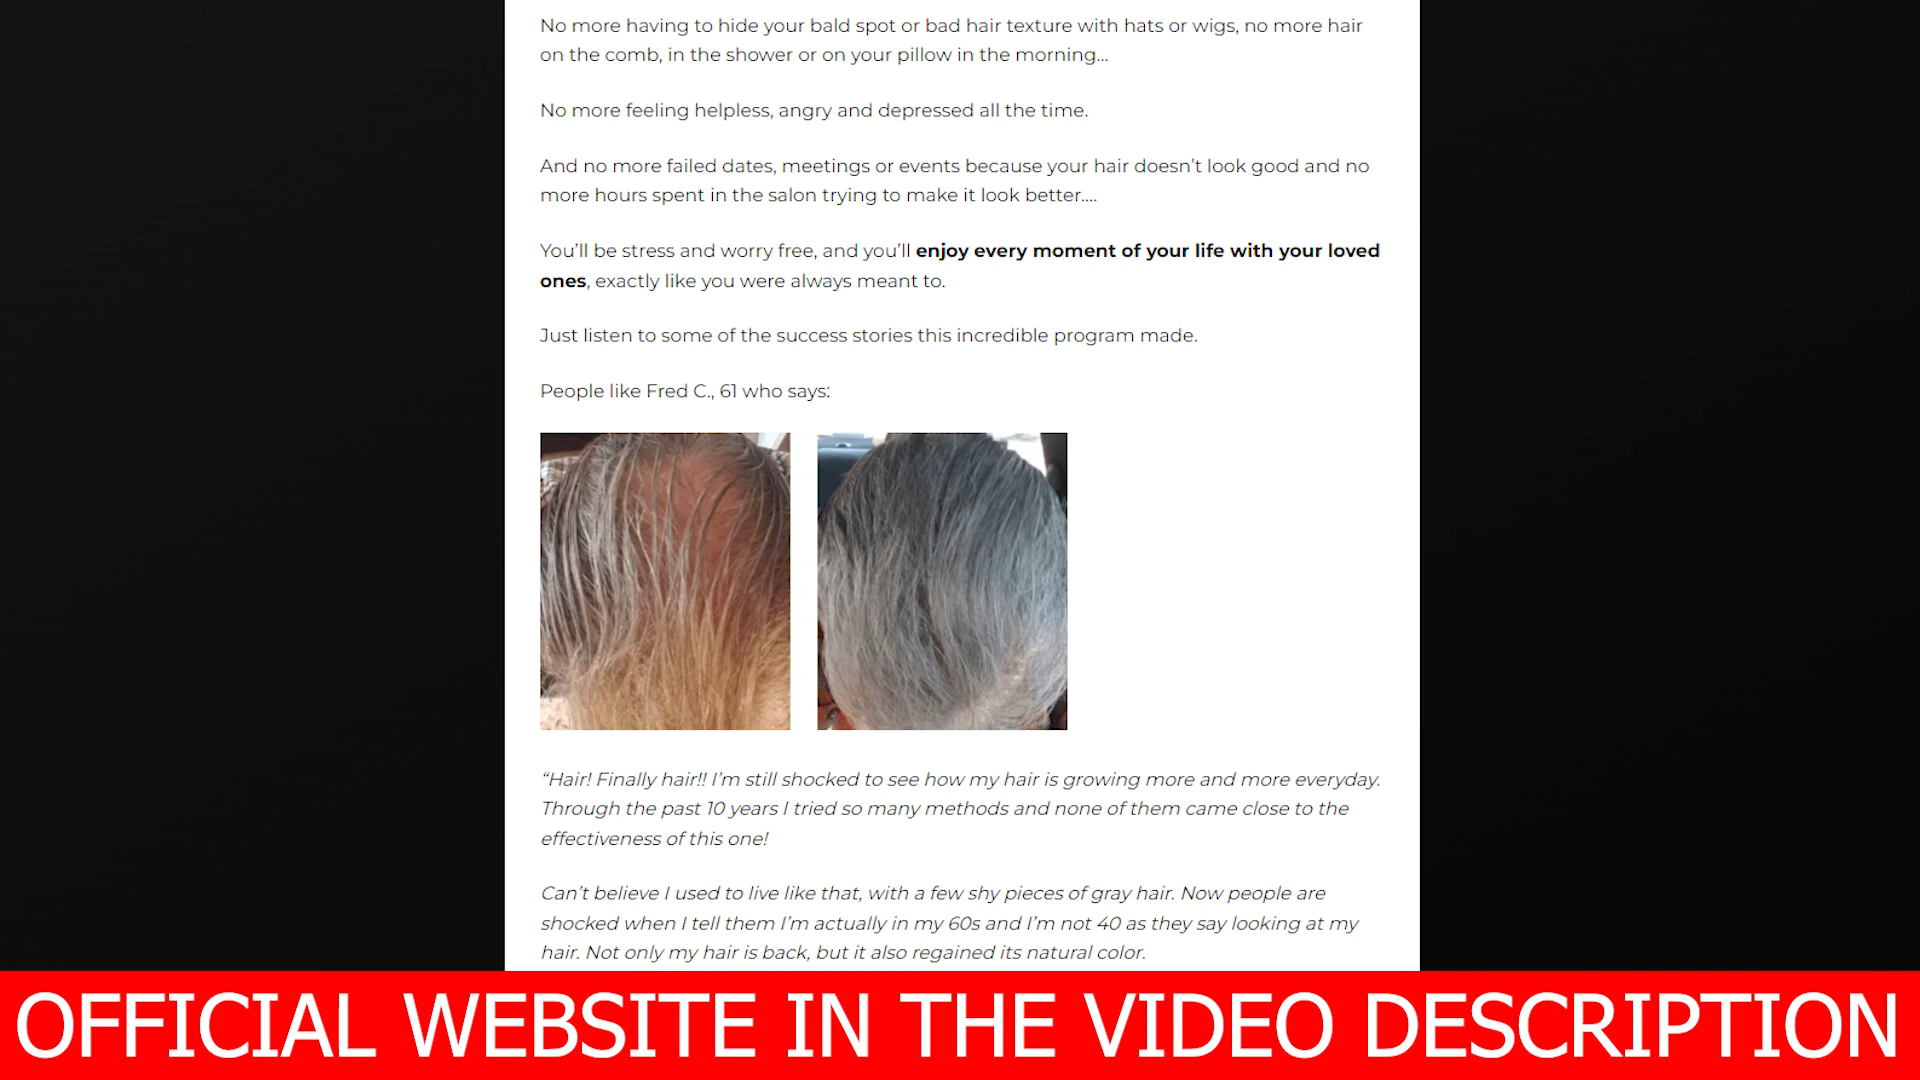 No more having to hide your bald spot or bad hair texture with hats or wigs, no more hair
on the comb, in the shower or on your pillow in the morning...
No more feeling helpless, angry and depressed all the time.
And no more failed dates, meetings or events because your hair doesn’t look good and no
more hours spent in the salon trying to make it look better....
You’ll be stress and worry free, and you’ll enjoy every moment of your life with your loved
ones, exactly like you were always meant to.
Just listen to some of the success stories this incredible program made.
People like Fred C., 61 who says:
“Hair! Finally hair!! I’m still shocked to see how my hair is growing more and more everyday.
Through the past 10 years I tried so many methods and none of them came close to the
effectiveness of this one!
Can’t believe I used to live like that, with a few shy pieces of gray hair. Now people are
shocked when I tell them I’m actually in my 60s and I’m not 40 as they say looking at my
hair. Not only my hair is back, but it also regained its natural color.
OFFICIAL WEBSITE IN THE VIDEO DESCRIPTION